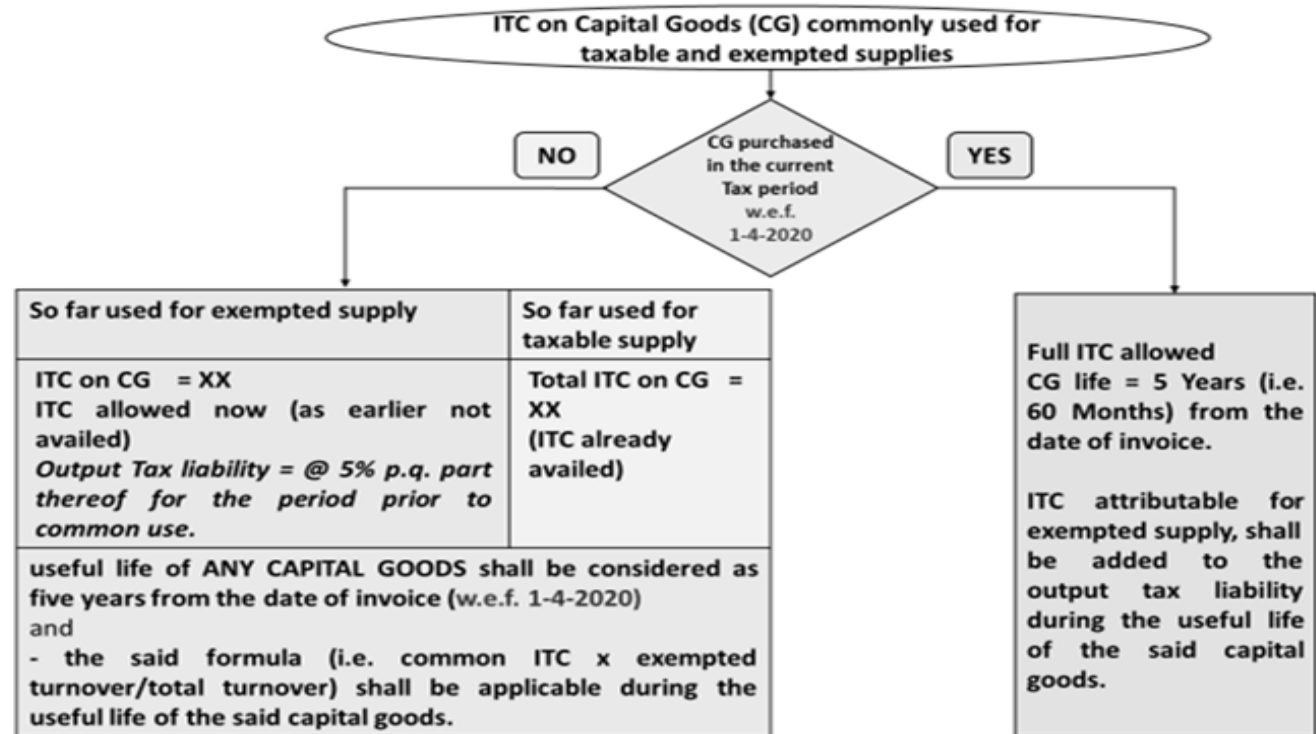 ITC on Capital Goods (CG) commonly used for
taxable and exempted supplies
CG purchased
in the current
Tax period
w.e.f.
1-4-2020
NO
YES
So far used for exempted supply
So far used for
taxable supply
ITC on CG = XX
ITC allowed now (as earlier not
availed)
Output Tax liability = @ 5% p.q. part
thereof for the period prior to
common use.
Total ITC on CG =
XX
(ITC already
availed)
useful life of ANY CAPITAL GOODS shall be considered as
five years from the date of invoice (w.e.f. 1-4-2020)
and
- the said formula (i.e. common ITC x exempted
turnover/total turnover) shall be applicable during the
useful life of the said capital goods.
Full ITC allowed
CG life = 5 Years (i.e.
60 Months) from the
date of invoice.
ITC attributable for
exempted supply, shall
be added to the
output tax liability
during the useful life
of the said capital
goods.